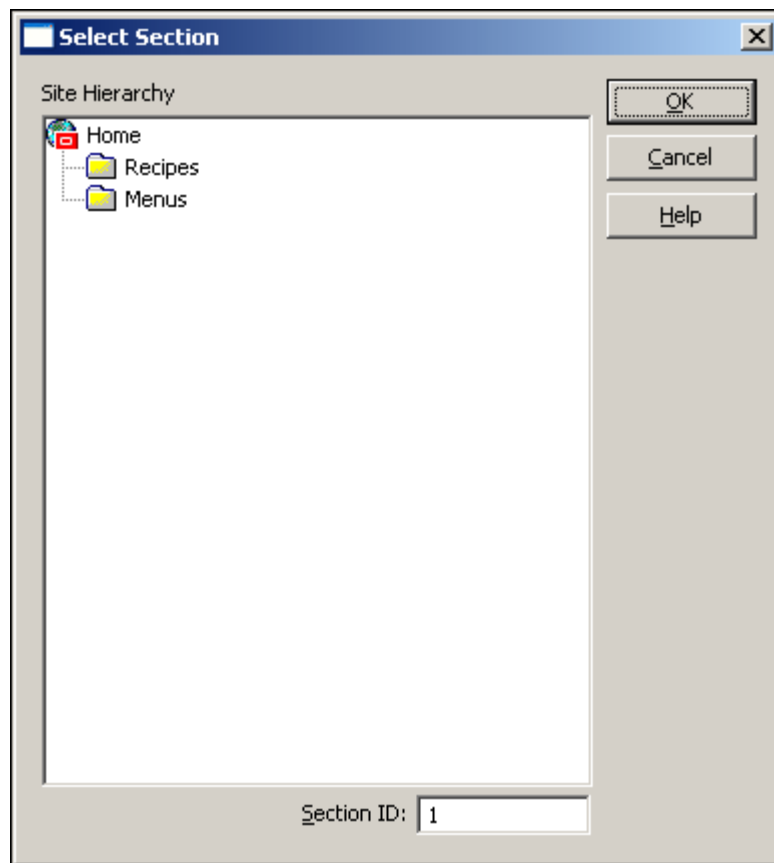 Select Section
Site Hierarchy
Home
Recipes
Menus
OK
Cancel
Help
Section ID: 1